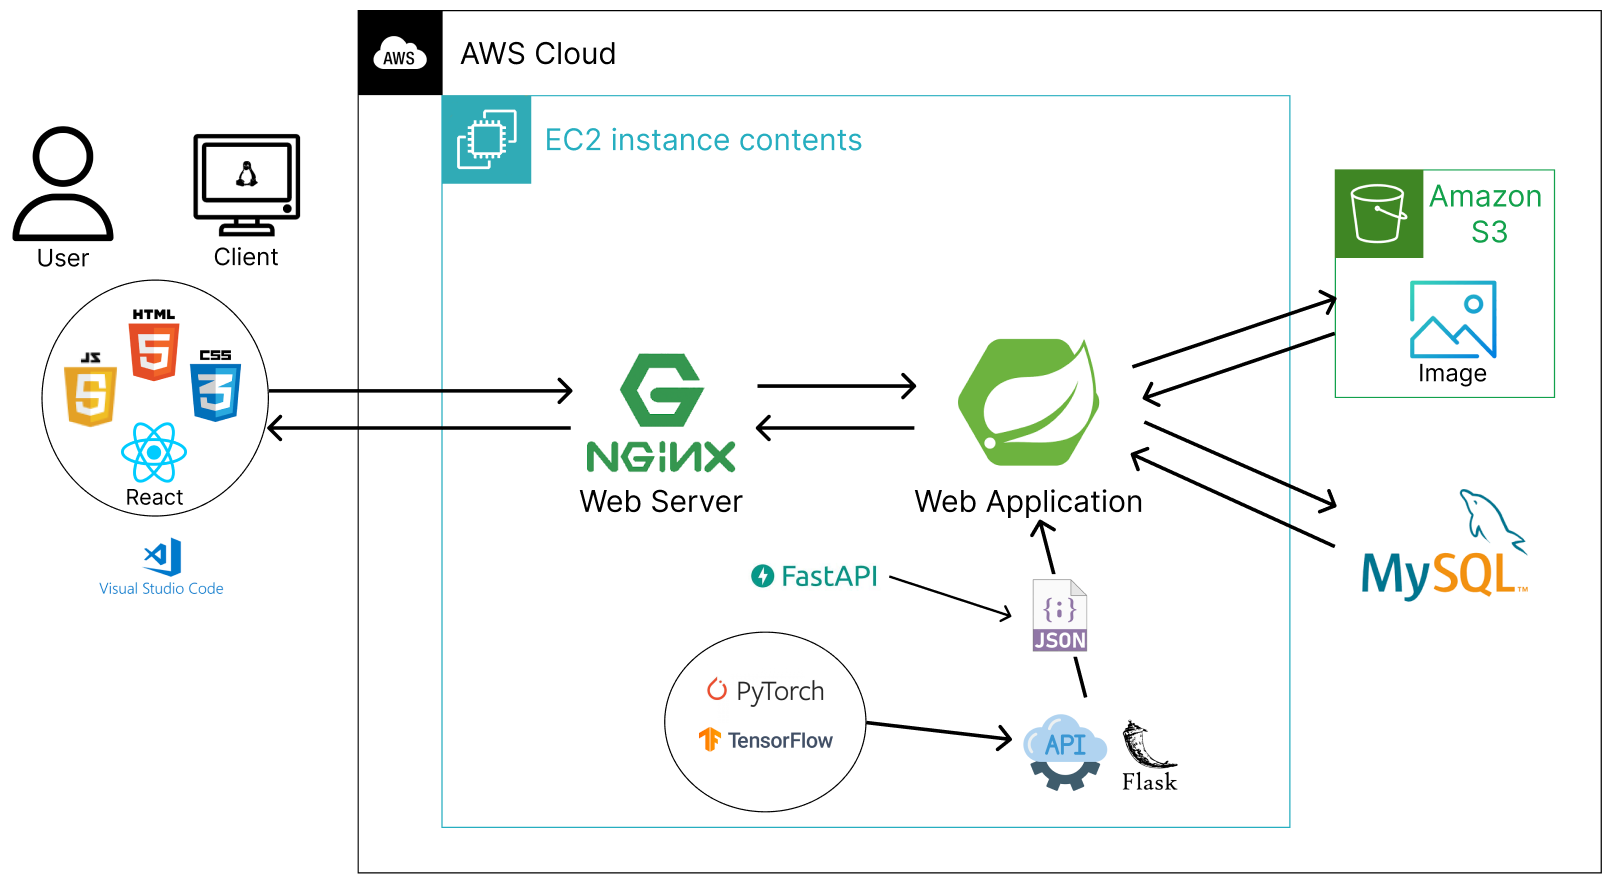 AWS
AWS Cloud
EC2 instance contents
User
Client
Amazon
S3
Image
HTML
JS
CSS
React
Visual Studio Code
NGINX
Web Server
Web Application
MySQL™
FastAPI
{;}
JSON
PyTorch
TensorFlow
API
Flask